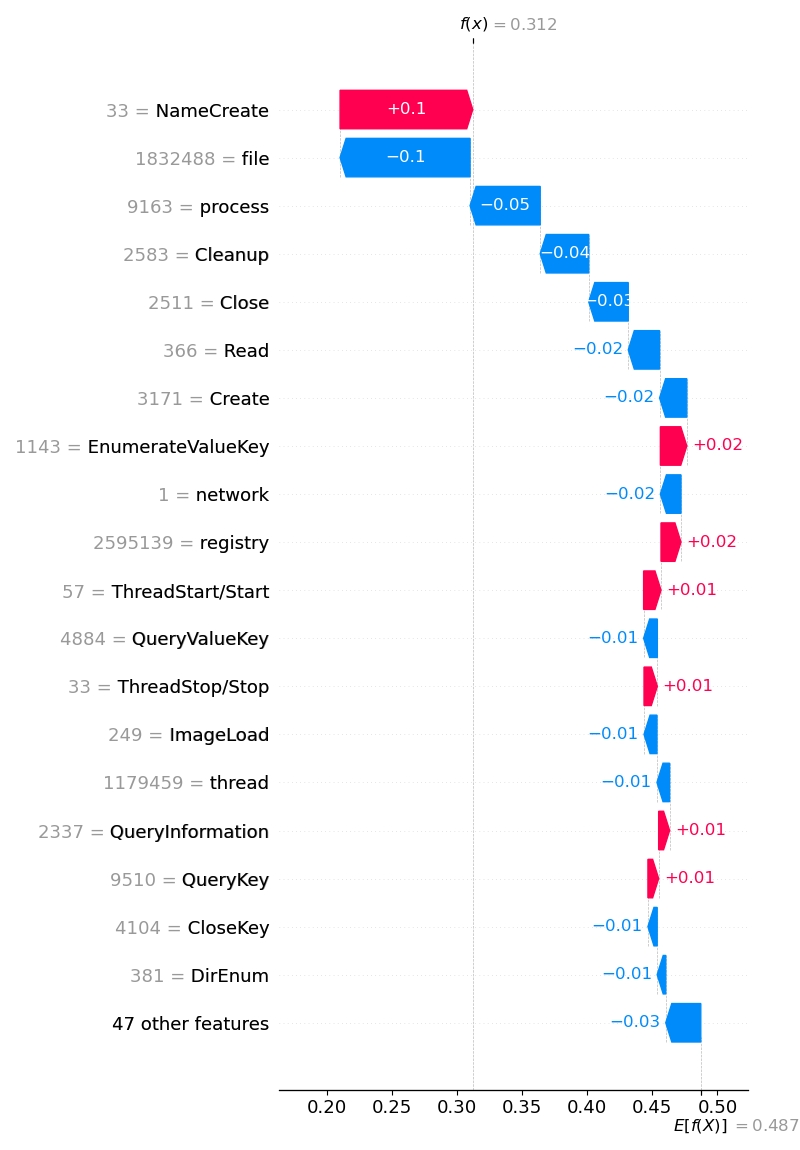 f(x) = 0.312
33 = NameCreate +0.1
1832488 = file −0.1
9163 = process −0.05
2583 = Cleanup −0.04
2511 = Close −0.03
366 = Read −0.02
3171 = Create −0.02
1143 = EnumerateValueKey +0.02
1 = network −0.02
2595139 = registry +0.02
57 = ThreadStart/Start +0.01
4884 = QueryValueKey −0.01
33 = ThreadStop/Stop +0.01
249 = ImageLoad −0.01
1179459 = thread −0.01
2337 = QueryInformation +0.01
9510 = QueryKey +0.01
4104 = CloseKey −0.01
381 = DirEnum −0.01
47 other features −0.03
0.20 0.25 0.30 0.35 0.40 0.45 0.50
E[f(X)] = 0.487